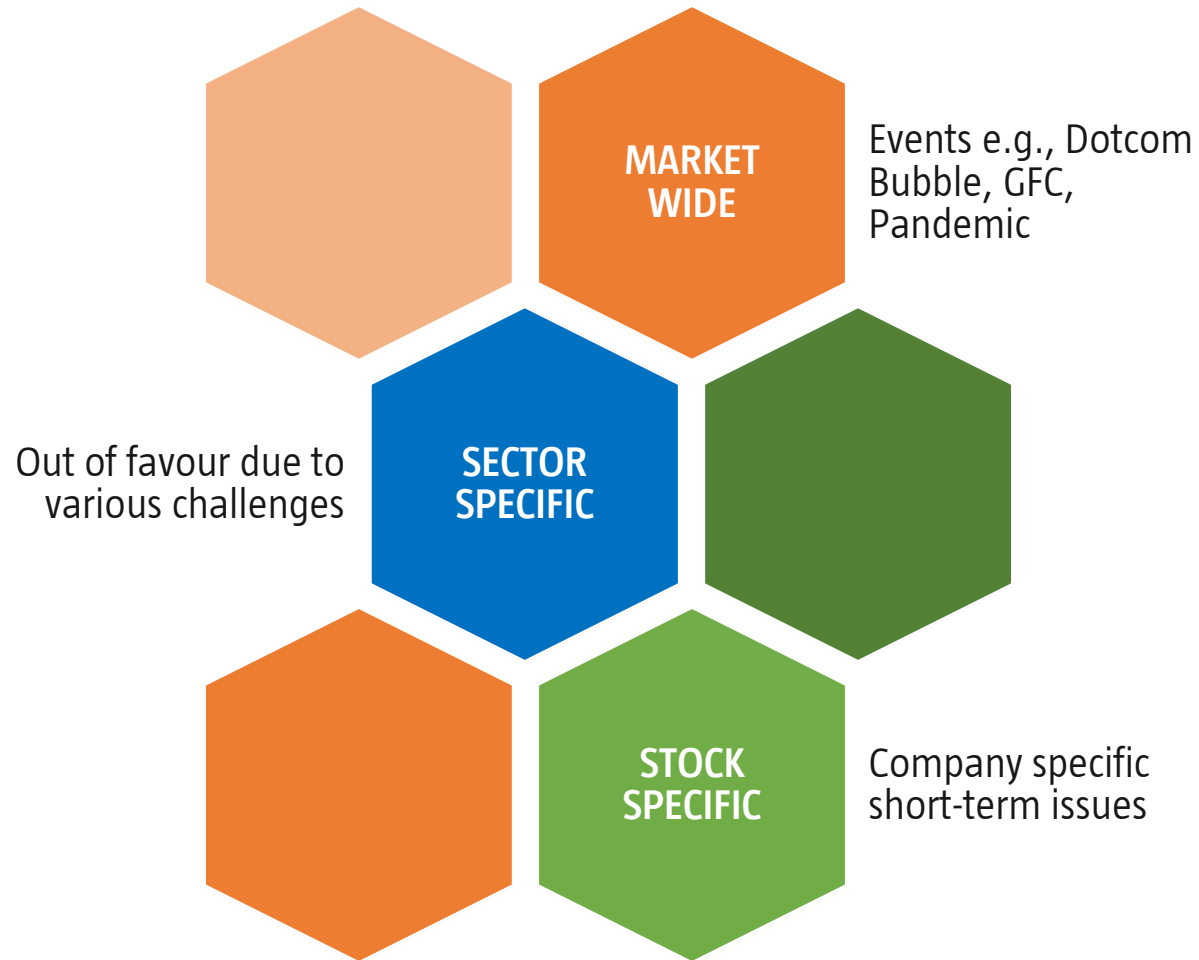 MARKET
WIDE
Events e.g., Dotcom
Bubble, GFC,
Pandemic
Out of favour due to
various challenges
SECTOR
SPECIFIC
STOCK
SPECIFIC
Company specific
short-term issues